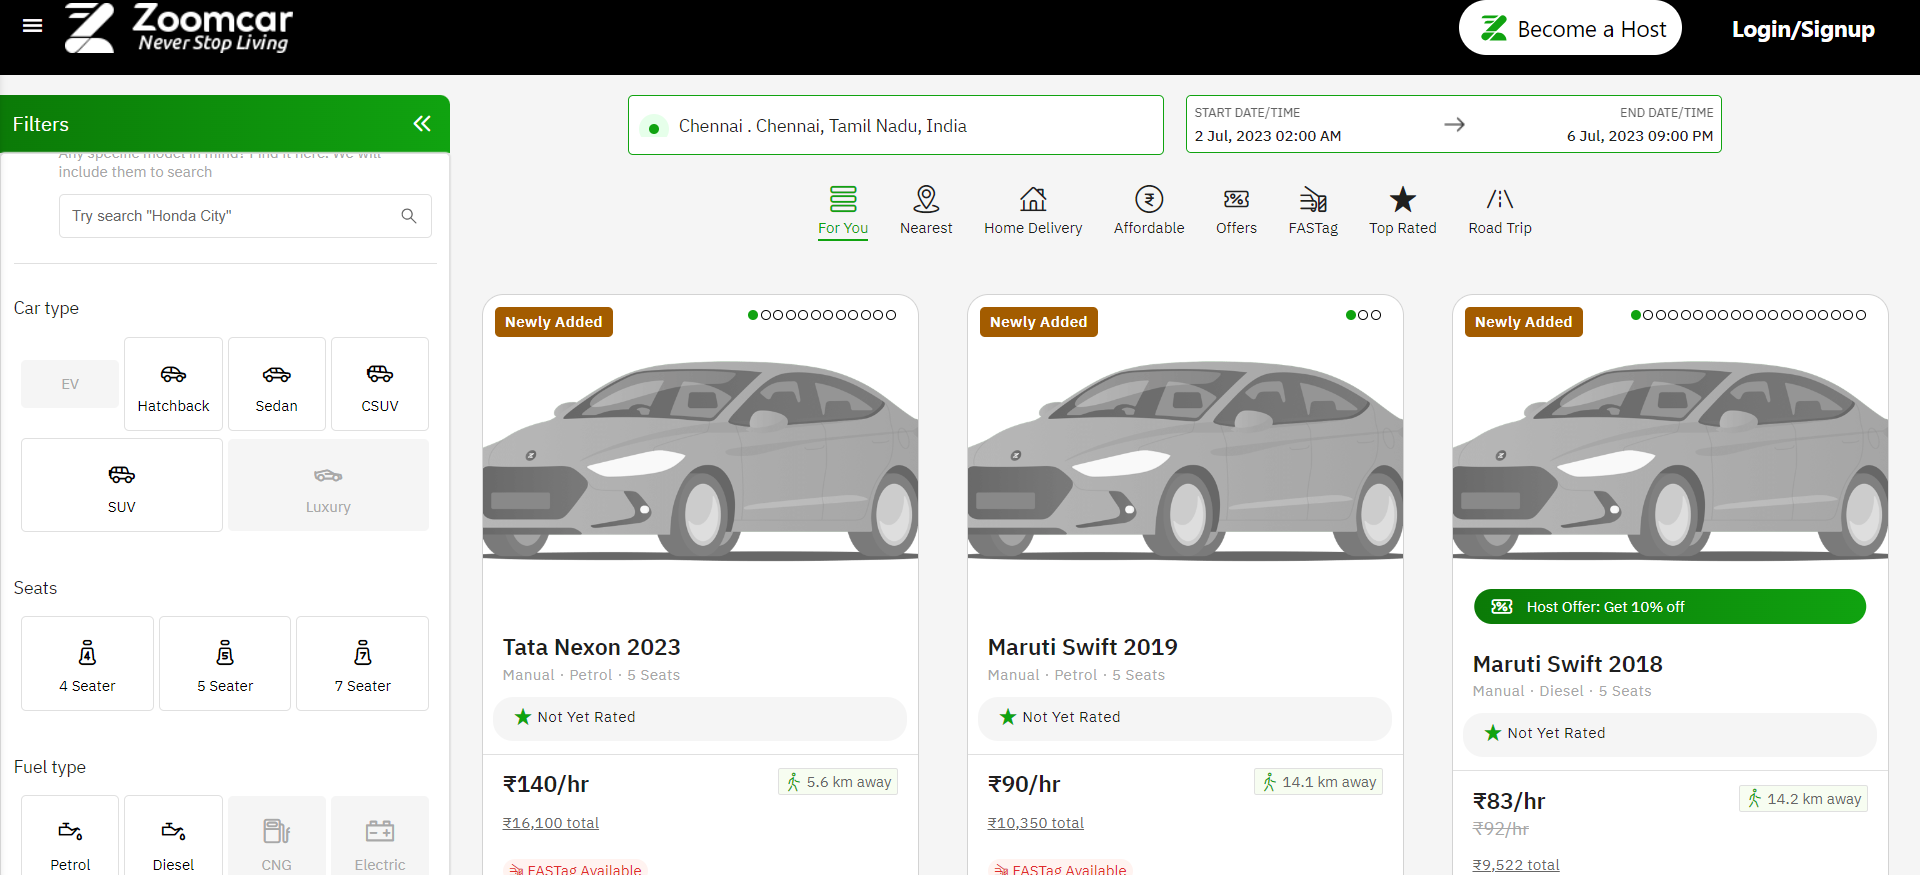 Zoomcar
Never Stop Living
Become a Host
Login/Signup
Filters
Any specific model in mind? Find it here. We will
include them to search
Try search "Honda City"
Car type
EV
Hatchback
Sedan
CSUV
SUV
Luxury
Seats
4
4 Seater
5
5 Seater
7
7 Seater
Fuel type
Petrol
Diesel
CNG
Electric
Chennai . Chennai, Tamil Nadu, India
START DATE/TIME
2 Jul, 2023 02:00 AM
END DATE/TIME
6 Jul, 2023 09:00 PM
For You
Nearest
Home Delivery
Affordable
Offers
FASTag
Top Rated
Road Trip
Newly Added
Tata Nexon 2023
Manual · Petrol · 5 Seats
Not Yet Rated
₹140/hr
5.6 km away
₹16,100 total
FASTag Available
Newly Added
Maruti Swift 2019
Manual · Petrol · 5 Seats
Not Yet Rated
₹90/hr
14.1 km away
₹10,350 total
FASTag Available
Newly Added
Host Offer: Get 10% off
Maruti Swift 2018
Manual · Diesel · 5 Seats
Not Yet Rated
₹83/hr
14.2 km away
₹92/hr
₹9,522 total